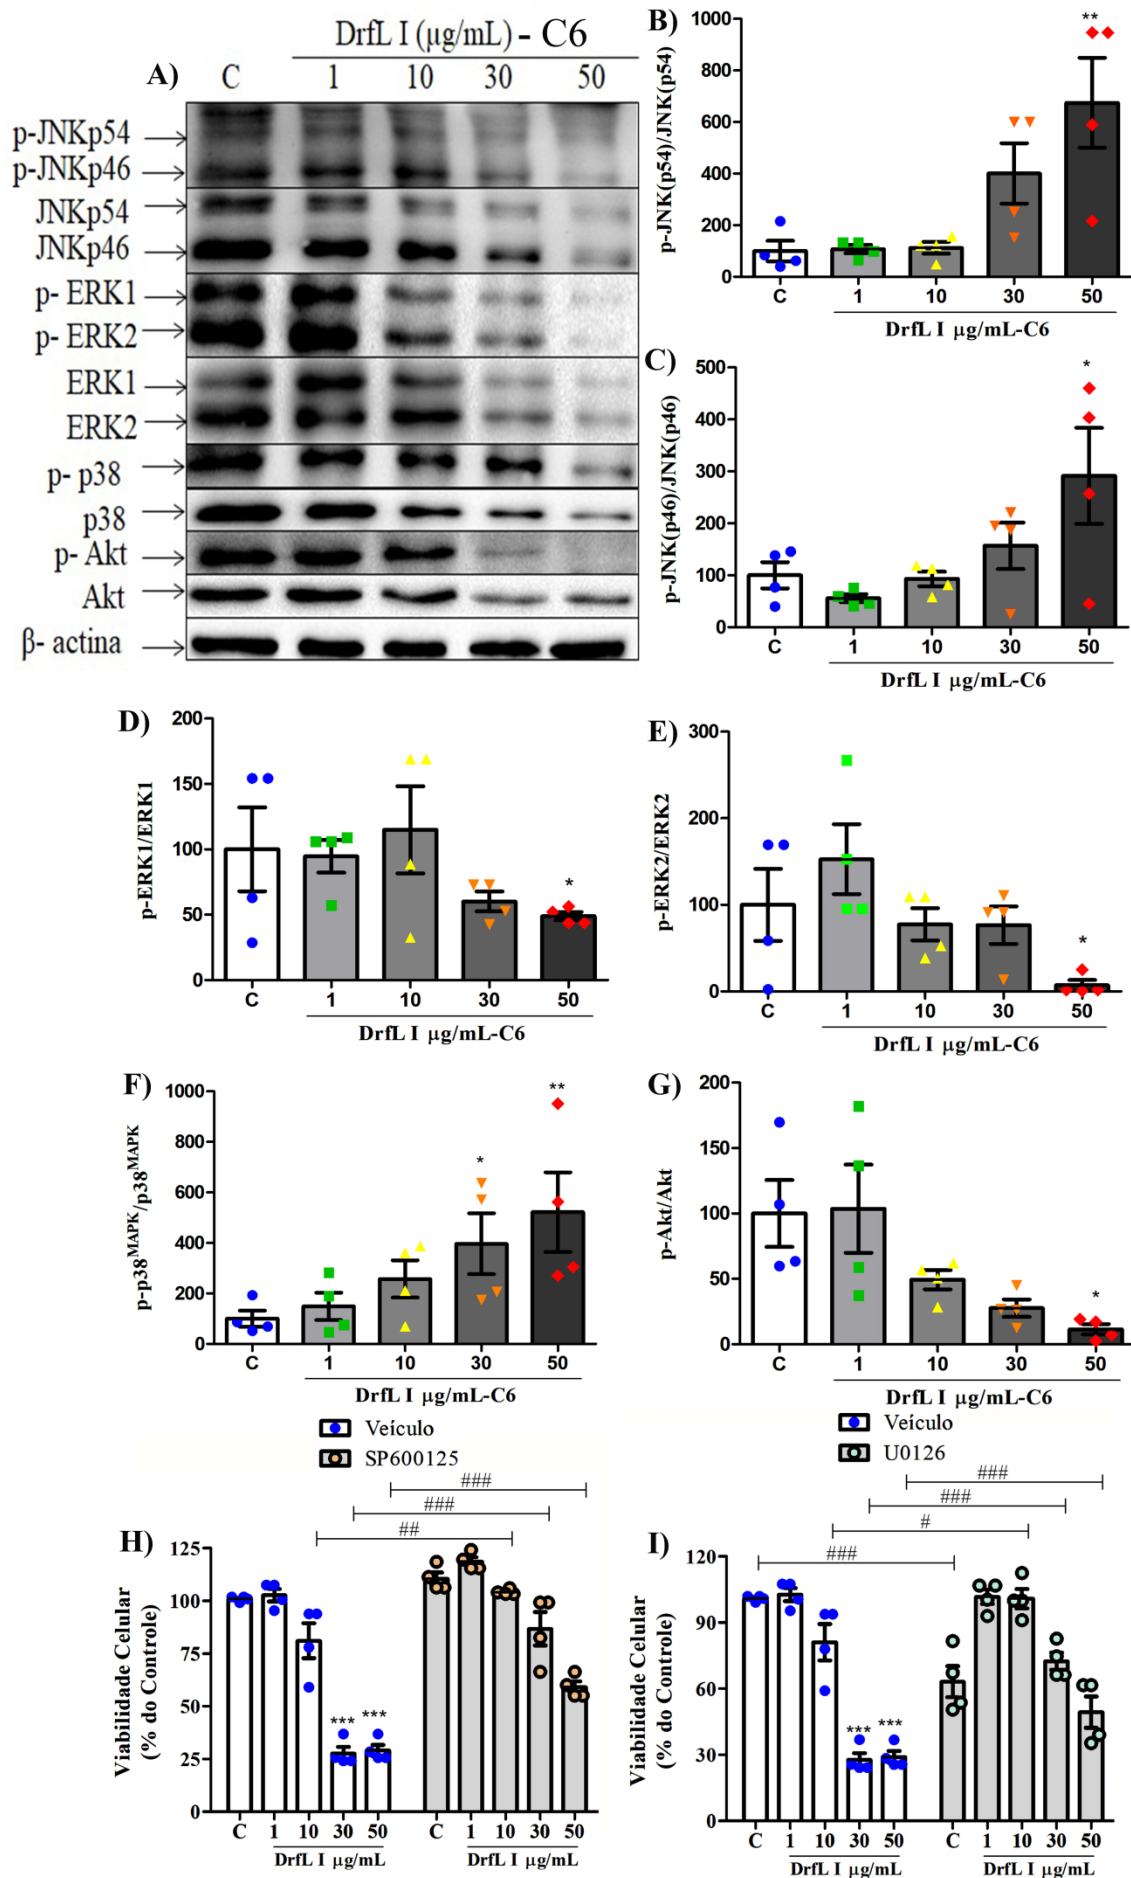 DrfL I (µg/mL) - C6
A) C 1 10 30 50
p-JNKp54
p-JNKp46
JNKp54
JNKp46
p- ERK1
p- ERK2
ERK1
ERK2
p- p38
p38
p- Akt
Akt
β- actina
B)
p-JNK(p54)/JNK(p54)
1000
800
600
400
200
0
**
C 1 10 30 50
DrfL I µg/mL-C6
C)
p-JNK(p46)/JNK(p46)
500
400
300
200
100
0
*
C 1 10 30 50
DrfL I µg/mL-C6
D)
p-ERK1/ERK1
200
150
100
50
0
*
C 1 10 30 50
DrfL I µg/mL-C6
E)
p-ERK2/ERK2
300
200
100
0
*
C 1 10 30 50
DrfL I µg/mL-C6
F)
p-p38MAPK/p38MAPK
1000
800
600
400
200
0
* **
C 1 10 30 50
DrfL I µg/mL-C6
G)
p-Akt/Akt
200
150
100
50
0
*
C 1 10 30 50
DrfL I µg/mL-C6
Veículo
SP600125
###
###
##
H)
Viabilidade Celular
(% do Controle)
125
100
75
50
25
0
*** ***
C 1 10 30 50 C 1 10 30 50
DrfL I µg/mL DrfL I µg/mL
Veículo
U0126
###
###
#
###
I)
Viabilidade Celular
(% do Controle)
120
90
60
30
0
*** ***
C 1 10 30 50 C 1 10 30 50
DrfL I µg/mL DrfL I µg/mL